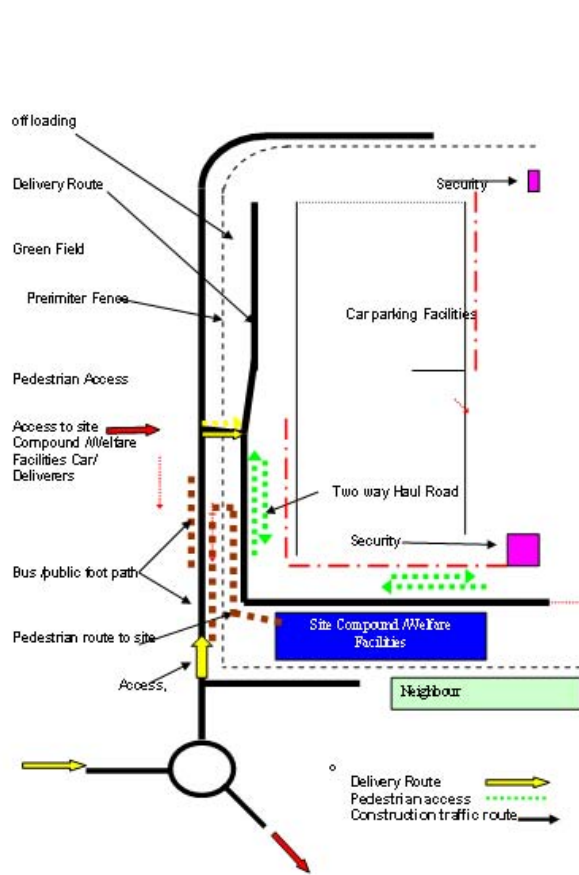 off loading
Delivery Route
Security
Green Field
Prerimiter Fence
Car parking Facilities
Pedestrian Access
Access to site
Compound /Welfare
Facilities Car/
Deliverers
Two way Haul Road
Security
Bus /public foot path
Site Compound /Welfare
Facilities
Pedestrian route to site
Access,
Neighbour
Delivery Route
Pedestrian access
Construction traffic route